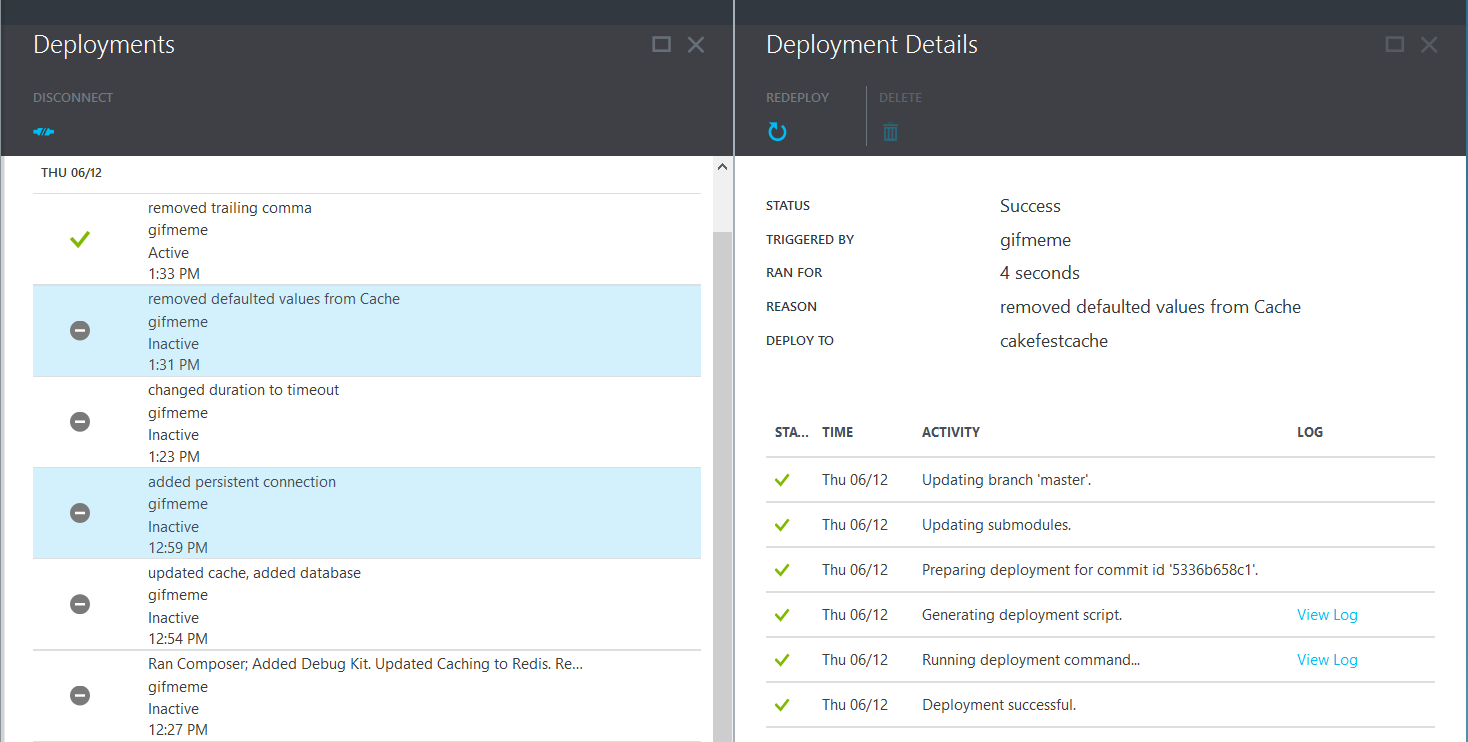 Deployments
DISCONNECT
THU 06/12
removed trailing comma
gifmeme
Active
1:33 PM
removed defaulted values from Cache
gifmeme
Inactive
1:31 PM
changed duration to timeout
gifmeme
Inactive
1:23 PM
added persistent connection
gifmeme
Inactive
12:59 PM
updated cache, added database
gifmeme
Inactive
12:54 PM
Ran Composer; Added Debug Kit. Updated Caching to Redis. Re...
gifmeme
Inactive
12:27 PM
Deployment Details
REDEPLOY DELETE
STATUS Success
TRIGGERED BY gifmeme
RAN FOR 4 seconds
REASON removed defaulted values from Cache
DEPLOY TO cakefestcache
STA... TIME ACTIVITY LOG
Thu 06/12 Updating branch 'master'.
Thu 06/12 Updating submodules.
Thu 06/12 Preparing deployment for commit id '5336b658c1'.
Thu 06/12 Generating deployment script. View Log
Thu 06/12 Running deployment command... View Log
Thu 06/12 Deployment successful.